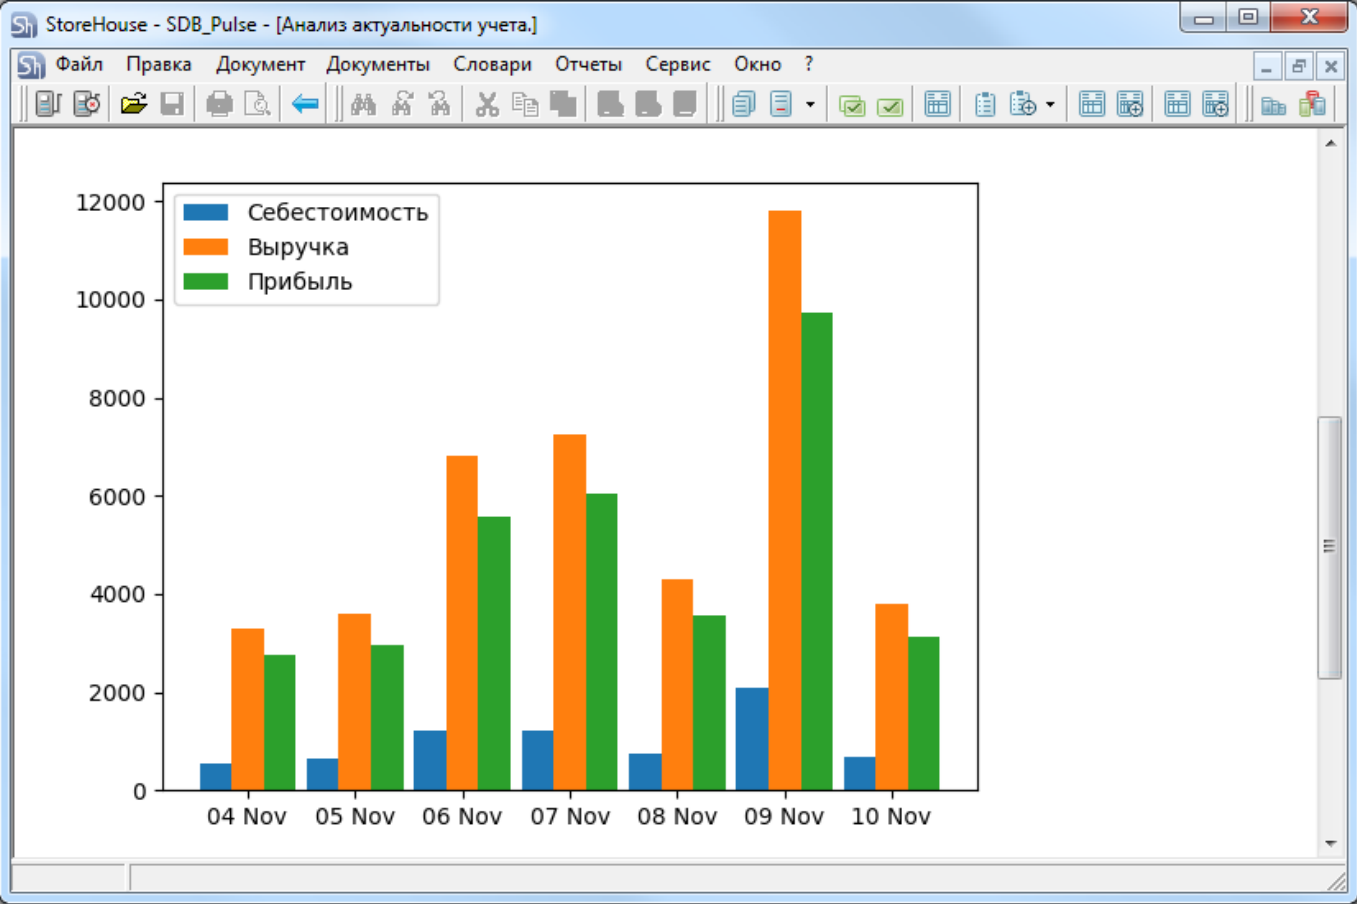 StoreHouse - SDB_Pulse - [Анализ актуальности учета.]
Файл Правка Документ Документы Словари Отчеты Сервис Окно ?
12000
10000
8000
6000
4000
2000
0
Себестоимость
Выручка
Прибыль
04 Nov 05 Nov 06 Nov 07 Nov 08 Nov 09 Nov 10 Nov